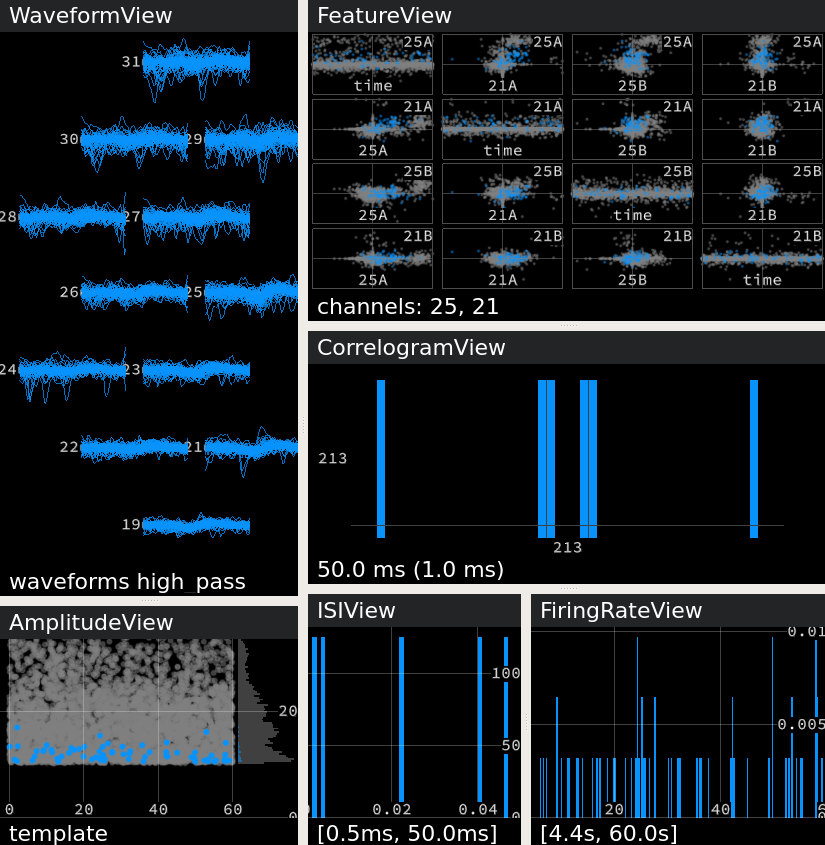 WaveformView
31
30
29
28
27
26
25
24
23
22
21
19
waveforms high_pass
AmplitudeView
20
0
0 20 40 60
template
FeatureView
25A 25A 25A 25A
time 21A 25B 21B
21A 21A 21A 21A
25A time 25B 21B
25B 25B 25B 25B
25A 21A time 21B
21B 21B 21B 21B
25A 21A 25B time
channels: 25, 21
CorrelogramView
213
213
50.0 ms (1.0 ms)
ISIView
100
50
0.02 0.04
[0.5ms, 50.0ms]
FiringRateView
0.01
0.005
20 40
[4.4s, 60.0s]